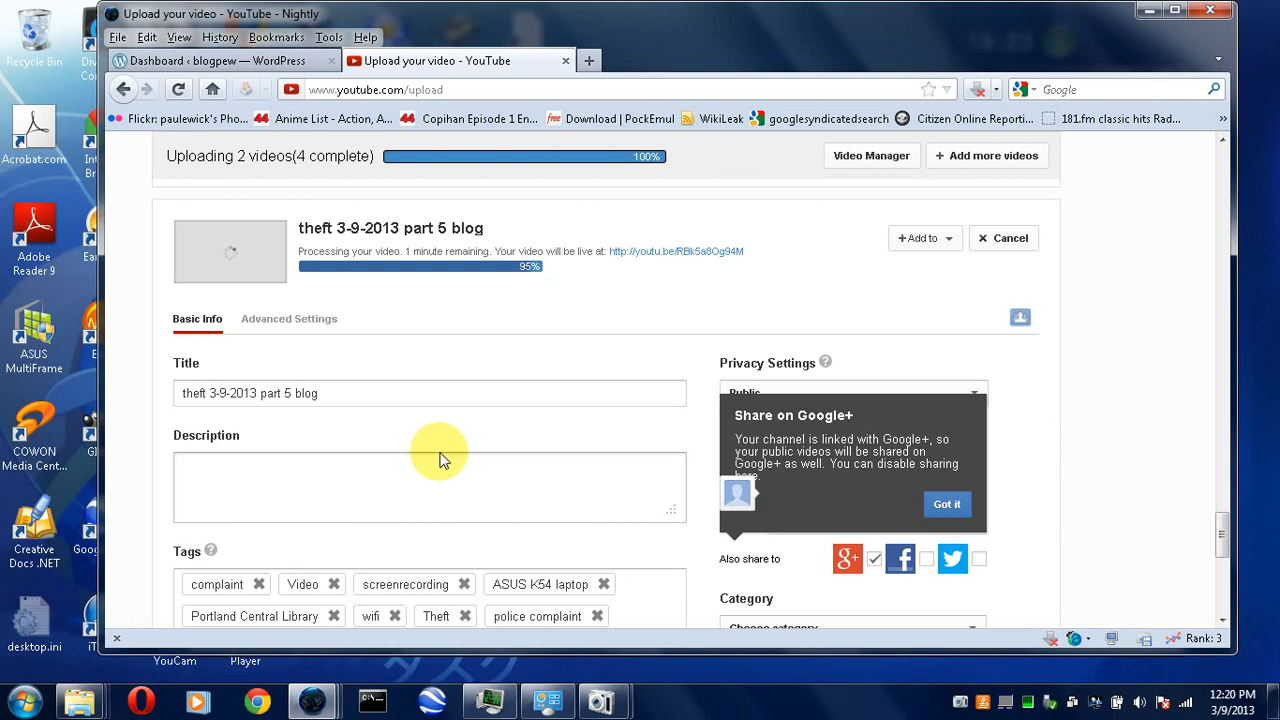 Upload your video - YouTube - Nightly
File Edit View History Bookmarks Tools Help
Dashboard ‹ blogpew — WordPress
Upload your video - YouTube
www.youtube.com/upload
Google
Flickr: paulewick's Pho...
Anime List - Action, A...
Copihan Episode 1 En...
free Download | PockEmul
WikiLeak
googlesyndicatedsearch
Citizen Online Reporti...
181.fm classic hits Rad...
Uploading 2 videos(4 complete)
100%
Video Manager
+ Add more videos
theft 3-9-2013 part 5 blog
Processing your video. 1 minute remaining. Your video will be live at: http://youtu.be/RBk5a8Og94M
95%
+Add to
Cancel
Basic Info
Advanced Settings
Title
theft 3-9-2013 part 5 blog
Description
Tags
complaint
Video
screenrecording
ASUS K54 laptop
Portland Central Library
wifi
Theft
police complaint
Privacy Settings
Public
Share on Google+
Your channel is linked with Google+, so
your public videos will be shared on
Google+ as well. You can disable sharing
here.
Got it
Also share to
g+
Category
Choose category
Rank: 3
Recycle Bin
Acrobat.com
Adobe
Reader 9
ASUS
MultiFrame
COWON
Media Cent...
Creative
Docs .NET
desktop.ini
YouCam
Player
12:20 PM
3/9/2013